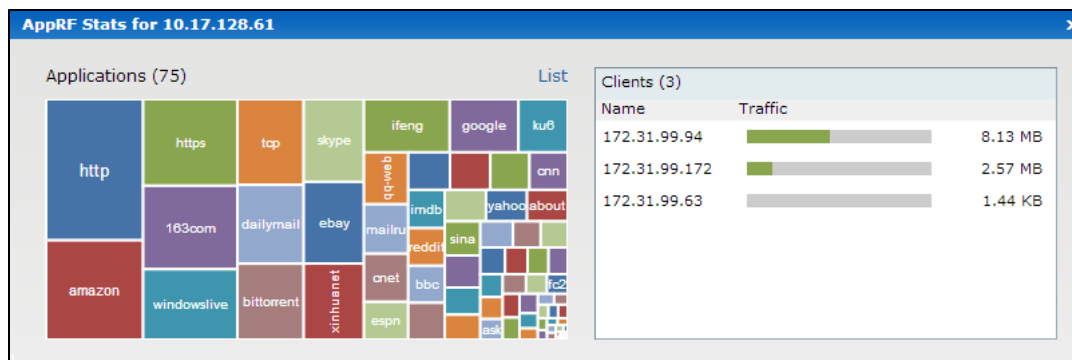 AppRF Stats for 10.17.128.61
x
Applications (75)
List
http
https
tcp
skype
ifeng
google
ku6
qq-web
cnn
163com
dailymail
ebay
mailru
imdb
yahoo
about
reddit
sina
amazon
windowslive
bittorrent
xinhuanet
cnet
bbc
fc2
espn
ask
Clients (3)
Name Traffic
172.31.99.94 8.13 MB
172.31.99.172 2.57 MB
172.31.99.63 1.44 KB